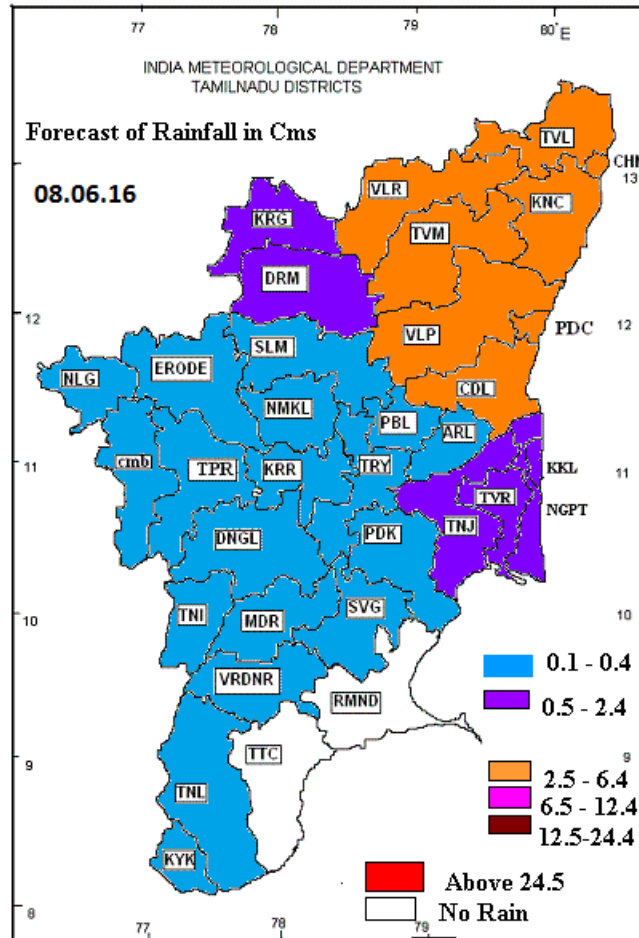 77 78 79 80°E
INDIA METEOROLOGICAL DEPARTMENT
TAMILNADU DISTRICTS
Forecast of Rainfall in Cms
TVL
CHN
13
08.06.16
VLR
KNC
KRG
TVM
DRM
12
12
PDC
VLP
SLM
ERODE
NLG
CDL
NMKL
PBL
ARL
cmb
TPR
KRR
TRY
11
11
KKL
TVR
NGPT
TNJ
DNGL
PDK
10
10
TNI
MDR
SVG
VRDNR
0.1 - 0.4
RMND
0.5 - 2.4
TTC
9
9
2.5 - 6.4
TNL
6.5 - 12.4
12.5-24.4
KYK
Above 24.5
8
No Rain
77 78 79